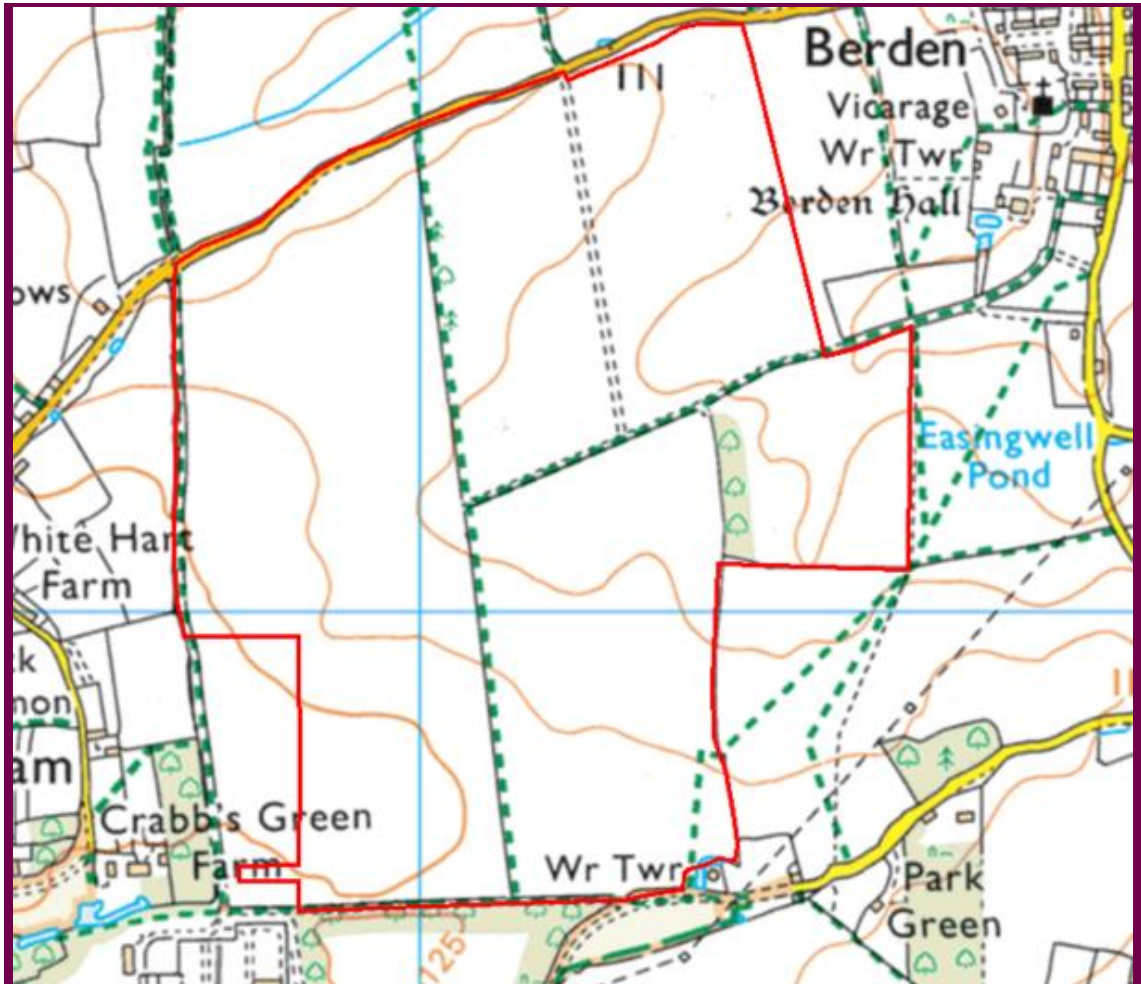 Berden
111
Vicarage
Wr Twr
Berden Hall
ows
Easingwell
Pond
White Hart
Farm
ck
mon
am
Crabb's Green
Farm
Wr Twr
Park
Green
125